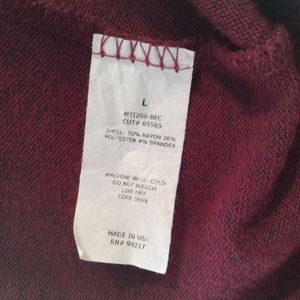 L
MT1209-BFC
CUT# 65565
SHELL: 70% RAYON 26%
POLYESTER 4% SPANDEX
MACHINE WASH COLD
DO NOT BLEACH
LINE DRY
COOL IRON
MADE IN USA
RN# 99217